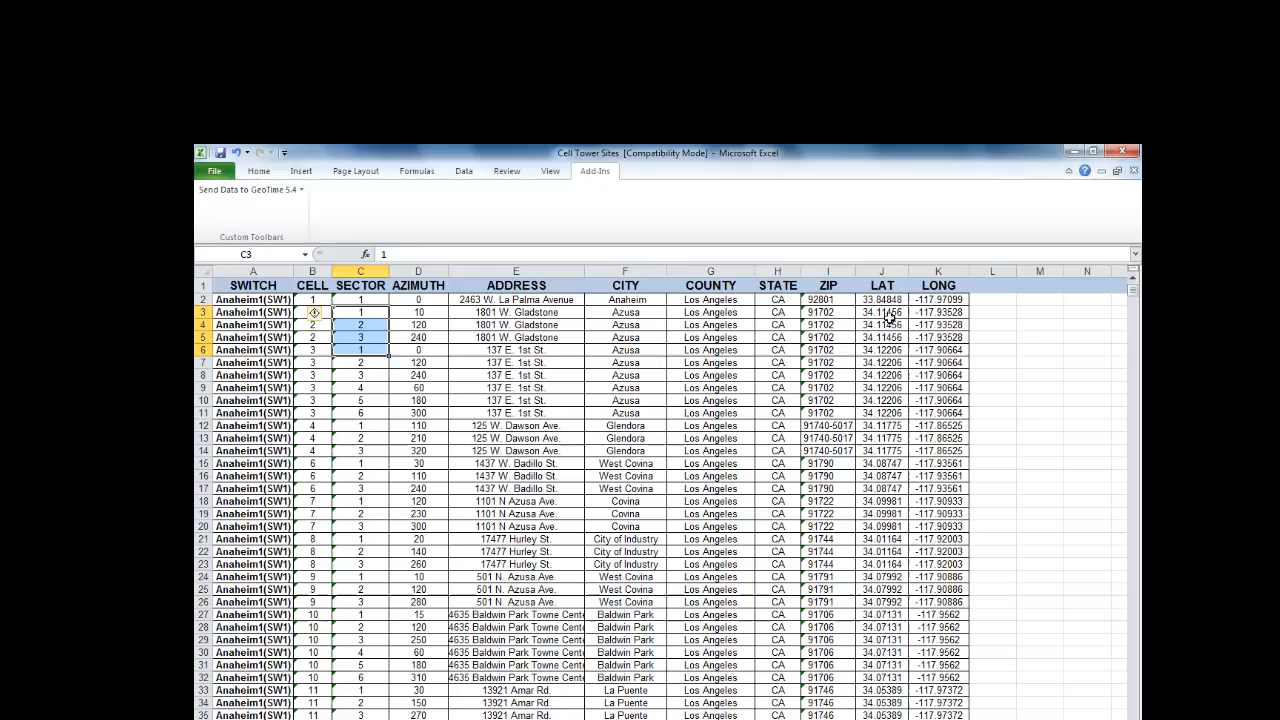 Cell Tower Sites [Compatibility Mode] - Microsoft Excel
File Home Insert Page Layout Formulas Data Review View Add-Ins
Send Data to GeoTime 5.4
Custom Toolbars
C3 fx 1
A B C D E F G H I J K L M N
1 SWITCH CELL SECTOR AZIMUTH ADDRESS CITY COUNTY STATE ZIP LAT LONG
2 Anaheim1(SW1) 1 1 0 2463 W. La Palma Avenue Anaheim Los Angeles CA 92801 33.84848 -117.97099
3 Anaheim1(SW1) 1 10 1801 W. Gladstone Azusa Los Angeles CA 91702 34.11456 -117.93528
4 Anaheim1(SW1) 2 2 120 1801 W. Gladstone Azusa Los Angeles CA 91702 34.11456 -117.93528
5 Anaheim1(SW1) 2 3 240 1801 W. Gladstone Azusa Los Angeles CA 91702 34.11456 -117.93528
6 Anaheim1(SW1) 3 1 0 137 E. 1st St. Azusa Los Angeles CA 91702 34.12206 -117.90664
7 Anaheim1(SW1) 3 2 120 137 E. 1st St. Azusa Los Angeles CA 91702 34.12206 -117.90664
8 Anaheim1(SW1) 3 3 240 137 E. 1st St. Azusa Los Angeles CA 91702 34.12206 -117.90664
9 Anaheim1(SW1) 3 4 60 137 E. 1st St. Azusa Los Angeles CA 91702 34.12206 -117.90664
10 Anaheim1(SW1) 3 5 180 137 E. 1st St. Azusa Los Angeles CA 91702 34.12206 -117.90664
11 Anaheim1(SW1) 3 6 300 137 E. 1st St. Azusa Los Angeles CA 91702 34.12206 -117.90664
12 Anaheim1(SW1) 4 1 110 125 W. Dawson Ave. Glendora Los Angeles CA 91740-5017 34.11775 -117.86525
13 Anaheim1(SW1) 4 2 210 125 W. Dawson Ave. Glendora Los Angeles CA 91740-5017 34.11775 -117.86525
14 Anaheim1(SW1) 4 3 320 125 W. Dawson Ave. Glendora Los Angeles CA 91740-5017 34.11775 -117.86525
15 Anaheim1(SW1) 6 1 30 1437 W. Badillo St. West Covina Los Angeles CA 91790 34.08747 -117.93561
16 Anaheim1(SW1) 6 2 110 1437 W. Badillo St. West Covina Los Angeles CA 91790 34.08747 -117.93561
17 Anaheim1(SW1) 6 3 240 1437 W. Badillo St. West Covina Los Angeles CA 91790 34.08747 -117.93561
18 Anaheim1(SW1) 7 1 120 1101 N Azusa Ave. Covina Los Angeles CA 91722 34.09981 -117.90933
19 Anaheim1(SW1) 7 2 230 1101 N Azusa Ave. Covina Los Angeles CA 91722 34.09981 -117.90933
20 Anaheim1(SW1) 7 3 300 1101 N Azusa Ave. Covina Los Angeles CA 91722 34.09981 -117.90933
21 Anaheim1(SW1) 8 1 20 17477 Hurley St. City of Industry Los Angeles CA 91744 34.01164 -117.92003
22 Anaheim1(SW1) 8 2 140 17477 Hurley St. City of Industry Los Angeles CA 91744 34.01164 -117.92003
23 Anaheim1(SW1) 8 3 260 17477 Hurley St. City of Industry Los Angeles CA 91744 34.01164 -117.92003
24 Anaheim1(SW1) 9 1 10 501 N. Azusa Ave. West Covina Los Angeles CA 91791 34.07992 -117.90886
25 Anaheim1(SW1) 9 2 120 501 N. Azusa Ave. West Covina Los Angeles CA 91791 34.07992 -117.90886
26 Anaheim1(SW1) 9 3 280 501 N. Azusa Ave. West Covina Los Angeles CA 91791 34.07992 -117.90886
27 Anaheim1(SW1) 10 1 15 4635 Baldwin Park Towne Cente Baldwin Park Los Angeles CA 91706 34.07131 -117.9562
28 Anaheim1(SW1) 10 2 120 4635 Baldwin Park Towne Cente Baldwin Park Los Angeles CA 91706 34.07131 -117.9562
29 Anaheim1(SW1) 10 3 250 4635 Baldwin Park Towne Cente Baldwin Park Los Angeles CA 91706 34.07131 -117.9562
30 Anaheim1(SW1) 10 4 60 4635 Baldwin Park Towne Cente Baldwin Park Los Angeles CA 91706 34.07131 -117.9562
31 Anaheim1(SW1) 10 5 180 4635 Baldwin Park Towne Cente Baldwin Park Los Angeles CA 91706 34.07131 -117.9562
32 Anaheim1(SW1) 10 6 310 4635 Baldwin Park Towne Cente Baldwin Park Los Angeles CA 91706 34.07131 -117.9562
33 Anaheim1(SW1) 11 1 30 13921 Amar Rd. La Puente Los Angeles CA 91746 34.05389 -117.97372
34 Anaheim1(SW1) 11 2 150 13921 Amar Rd. La Puente Los Angeles CA 91746 34.05389 -117.97372
35 Anaheim1(SW1) 11 3 270 13921 Amar Rd. La Puente Los Angeles CA 91746 34.05389 -117.97372